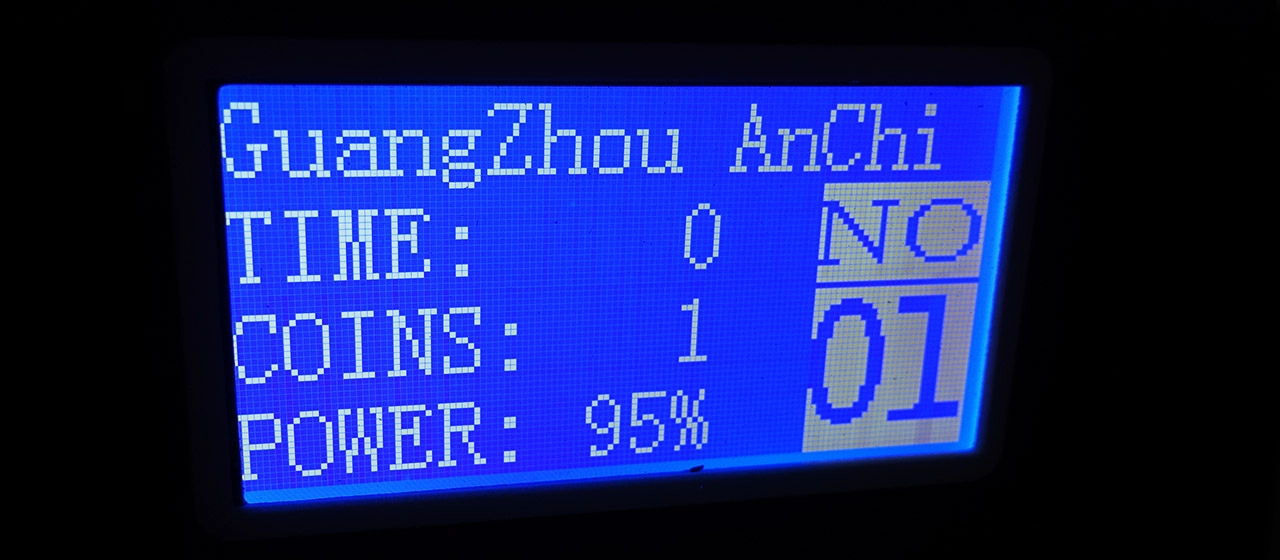 GuangZhou AnChi
TIME: 0
COINS: 1
POWER: 95%
NO
01